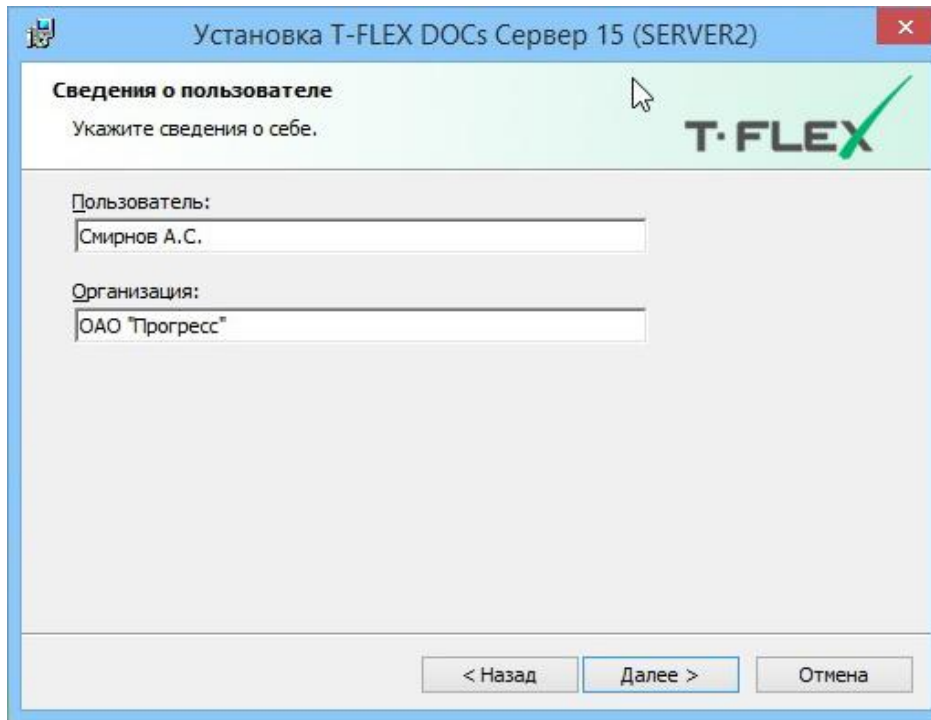 Установка T-FLEX DOCs Сервер 15 (SERVER2)
Сведения о пользователе
Укажите сведения о себе.
T·FLEX
Пользователь:
Смирнов А.С.
Организация:
ОАО "Прогресс"
< Назад
Далее >
Отмена